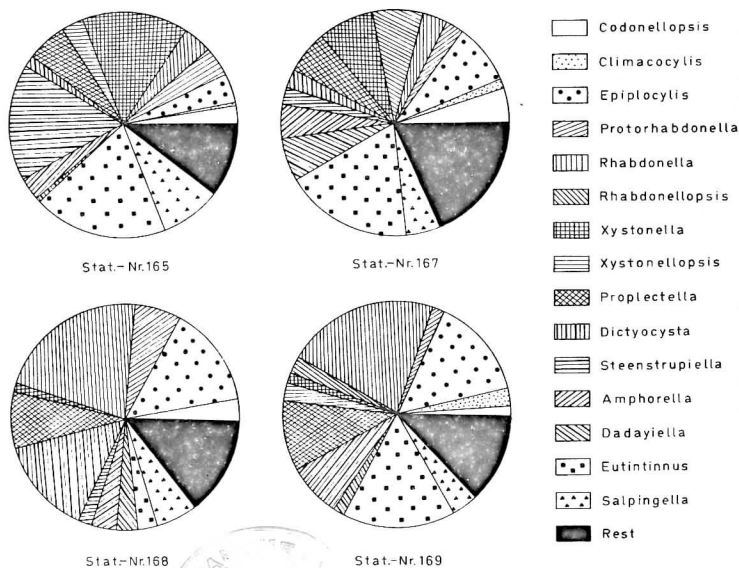 Stat.-Nr.165
Stat.-Nr.167
Stat.-Nr.168
Stat.-Nr.169
Codonellopsis
Climacocylis
Epiplocylis
Protorhabdonella
Rhabdonella
Rhabdonellopsis
Xystonella
Xystonellopsis
Proplectella
Dictyocysta
Steenstrupiella
Amphorella
Dadayiella
Eutintinnus
Salpingella
Rest